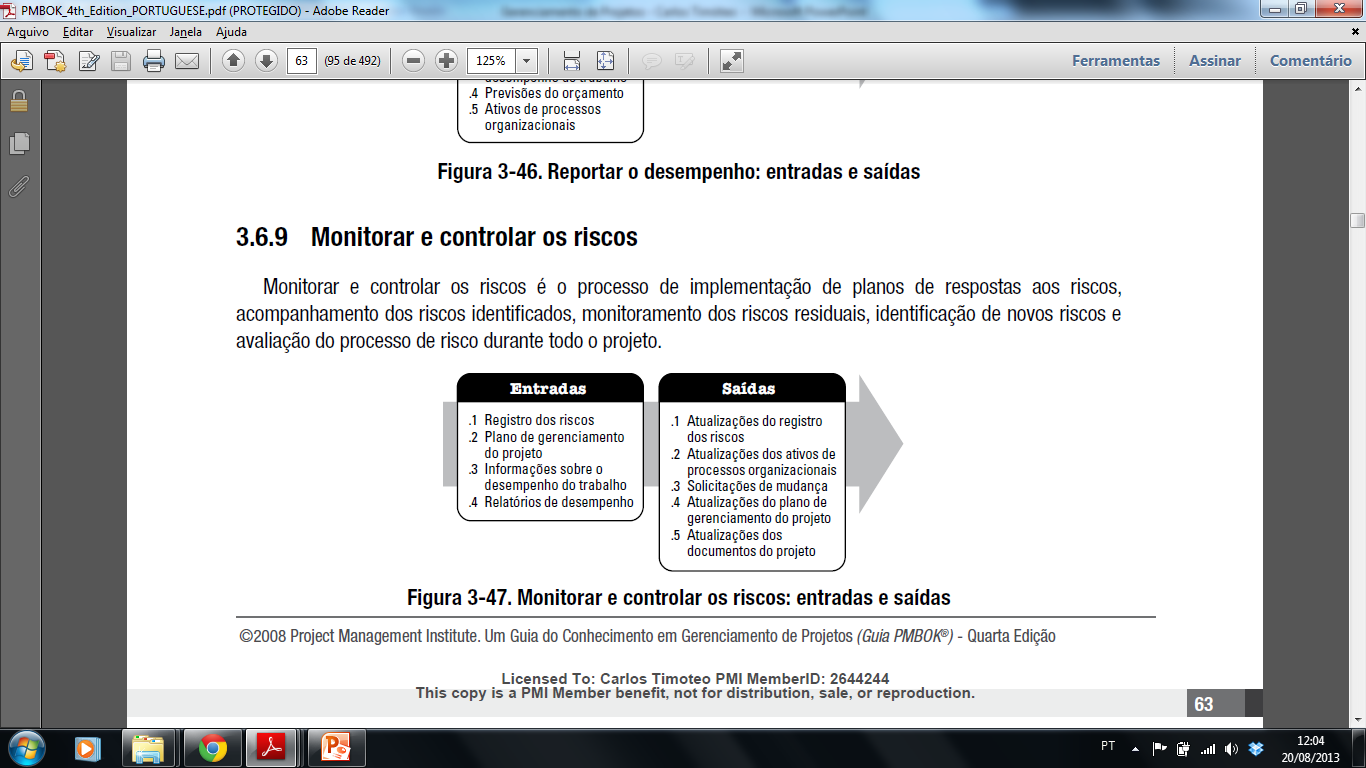 PMBOK_4th_Edition_PORTUGUESE.pdf (PROTEGIDO) - Adobe Reader
Gerenciamento de Projetos - Carlos Timoteo - Microsoft PowerPoint
Arquivo Editar Visualizar Janela Ajuda
63 (95 de 492) 125% Ferramentas Assinar Comentário
desempenho do trabalho
.4 Previsões do orçamento
.5 Ativos de processos
organizacionais
Figura 3-46. Reportar o desempenho: entradas e saídas
3.6.9 Monitorar e controlar os riscos
Monitorar e controlar os riscos é o processo de implementação de planos de respostas aos riscos,
acompanhamento dos riscos identificados, monitoramento dos riscos residuais, identificação de novos riscos e
avaliação do processo de risco durante todo o projeto.
Entradas
.1 Registro dos riscos
.2 Plano de gerenciamento
do projeto
.3 Informações sobre o
desempenho do trabalho
.4 Relatórios de desempenho
Saídas
.1 Atualizações do registro
dos riscos
.2 Atualizações dos ativos de
processos organizacionais
.3 Solicitações de mudança
.4 Atualizações do plano de
gerenciamento do projeto
.5 Atualizações dos
documentos do projeto
Figura 3-47. Monitorar e controlar os riscos: entradas e saídas
©2008 Project Management Institute. Um Guia do Conhecimento em Gerenciamento de Projetos (Guia PMBOK®) - Quarta Edição
Licensed To: Carlos Timoteo PMI MemberID: 2644244
This copy is a PMI Member benefit, not for distribution, sale, or reproduction.
63
PT
12:04
20/08/2013